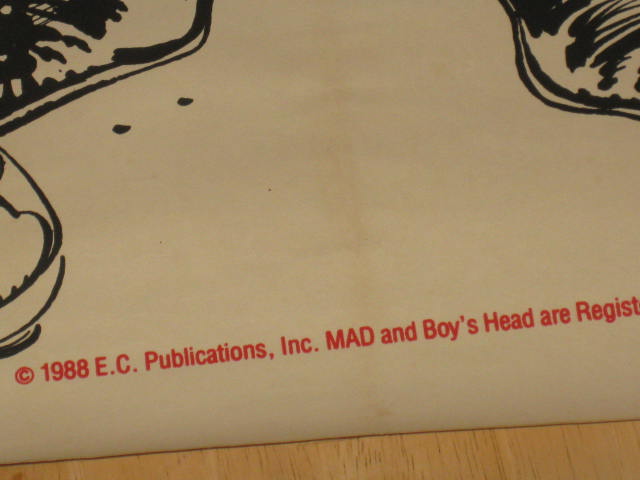 © 1988 E.C. Publications, Inc. MAD and Boy's Head are Regist